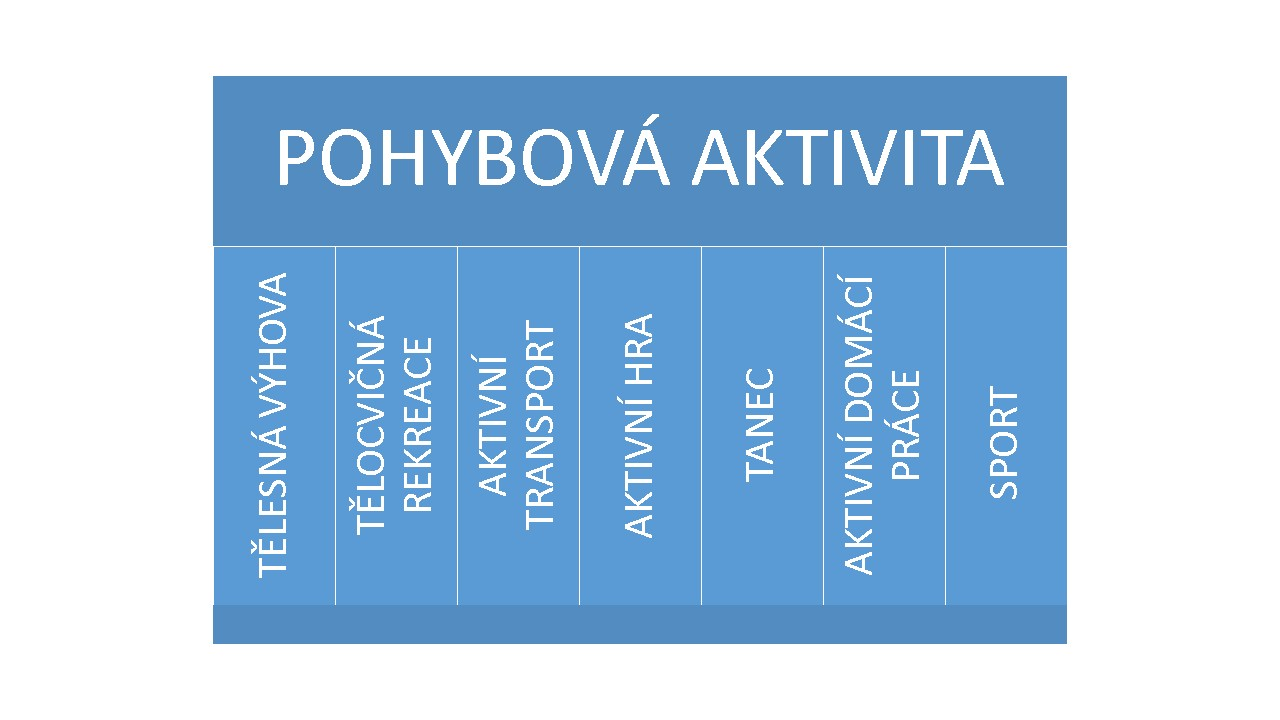 POHYBOVÁ AKTIVITA
TĚLESNÁ VÝHOVA
TĚLOCVIČNÁ
REKREACE
AKTIVNÍ
TRANSPORT
AKTIVNÍ HRA
TANEC
AKTIVNÍ DOMÁCÍ
PRÁCE
SPORT